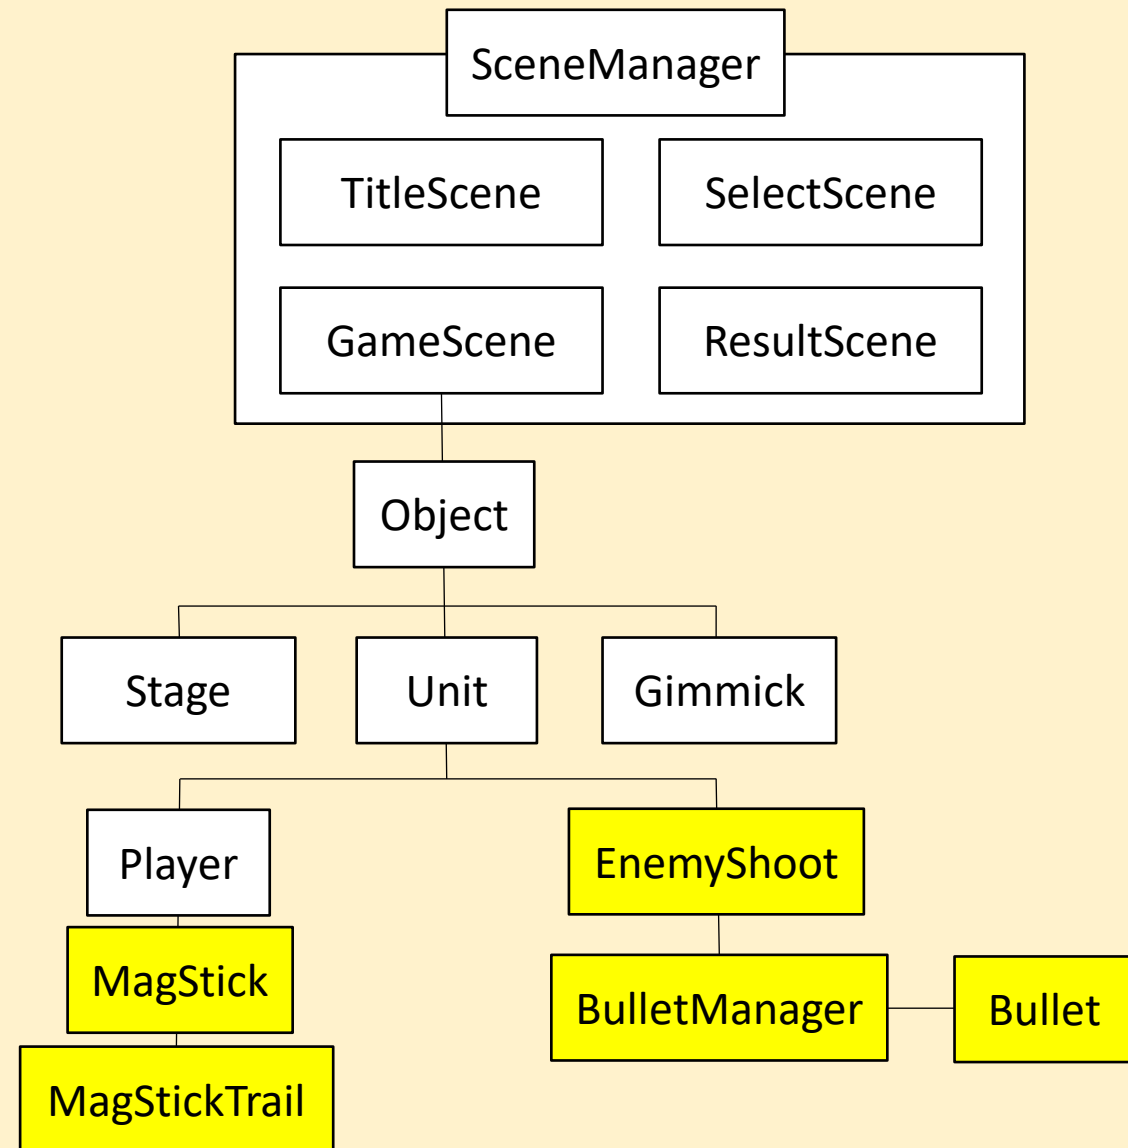 SceneManager
TitleScene
SelectScene
GameScene
ResultScene
Object
Stage
Unit
Gimmick
Player
EnemyShoot
MagStick
BulletManager
Bullet
MagStickTrail